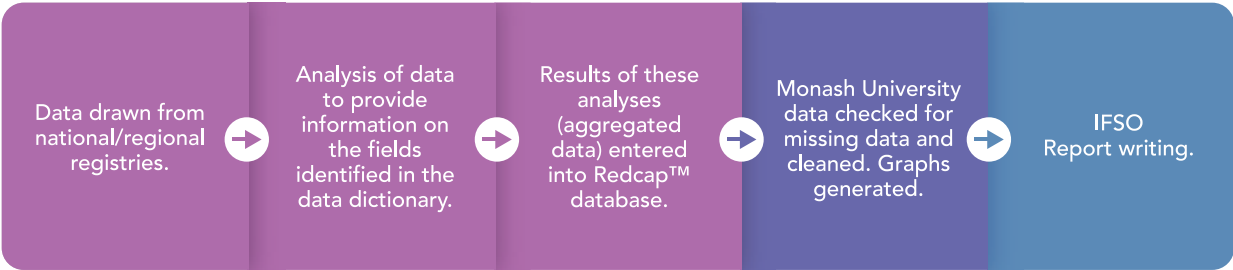 Data drawn from
national/regional
registries.
Analysis of data
to provide
information on
the fields
identified in the
data dictionary.
Results of these
analyses
(aggregated
data) entered
into Redcap™
database.
Monash University
data checked for
missing data and
cleaned. Graphs
generated.
IFSO
Report writing.